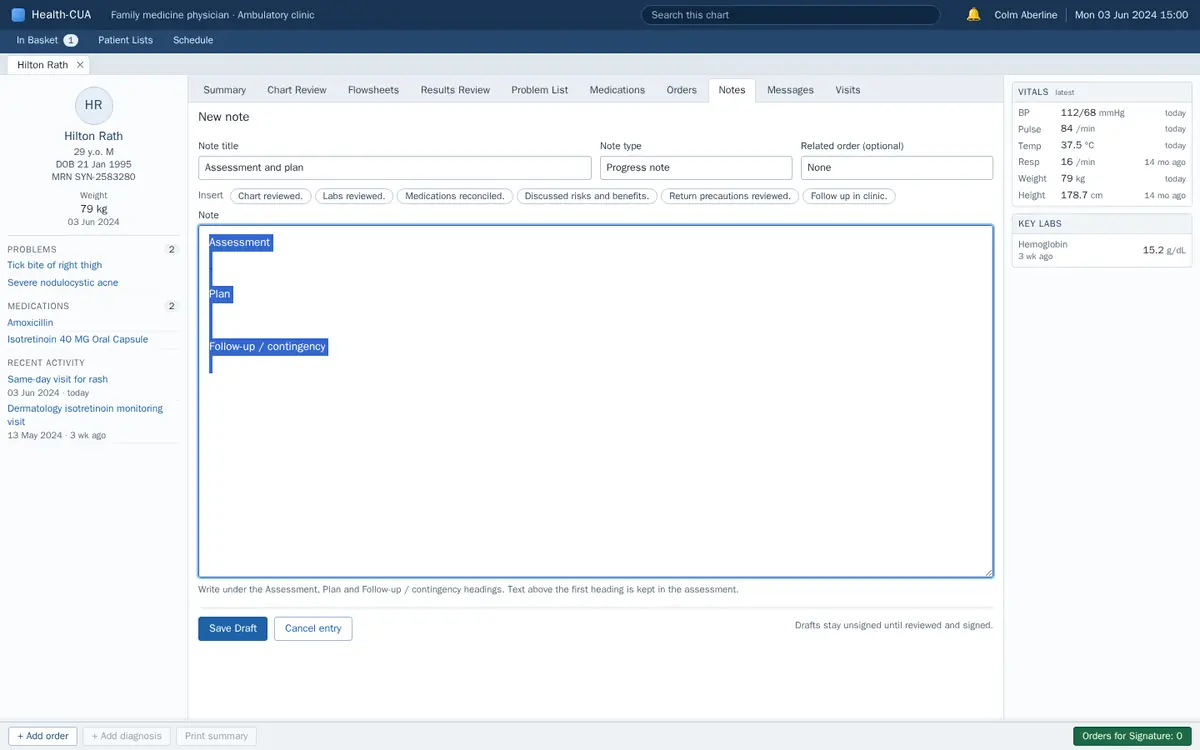 Health-CUA
Family medicine physician · Ambulatory clinic
Search this chart
Colm Aberline
Mon 03 Jun 2024 15:00
In Basket 1
Patient Lists
Schedule
Hilton Rath ×
HR
Hilton Rath
29 y.o. M
DOB 21 Jan 1995
MRN SYN-2583280
Weight
79 kg
03 Jun 2024
PROBLEMS 2
Tick bite of right thigh
Severe nodulocystic acne
MEDICATIONS 2
Amoxicillin
Isotretinoin 40 MG Oral Capsule
RECENT ACTIVITY
Same-day visit for rash
03 Jun 2024 · today
Dermatology isotretinoin monitoring
visit
13 May 2024 · 3 wk ago
Summary
Chart Review
Flowsheets
Results Review
Problem List
Medications
Orders
Notes
Messages
Visits
New note
Note title
Note type
Related order (optional)
Assessment and plan
Progress note
None
Insert
Chart reviewed.
Labs reviewed.
Medications reconciled.
Discussed risks and benefits.
Return precautions reviewed.
Follow up in clinic.
Note
Assessment
Plan
Follow-up / contingency
Write under the Assessment, Plan and Follow-up / contingency headings. Text above the first heading is kept in the assessment.
Save Draft
Cancel entry
Drafts stay unsigned until reviewed and signed.
VITALS latest
BP 112/68 mmHg today
Pulse 84 /min today
Temp 37.5 °C today
Resp 16 /min 14 mo ago
Weight 79 kg today
Height 178.7 cm 14 mo ago
KEY LABS
Hemoglobin
3 wk ago
15.2 g/dL
+ Add order
+ Add diagnosis
Print summary
Orders for Signature: 0